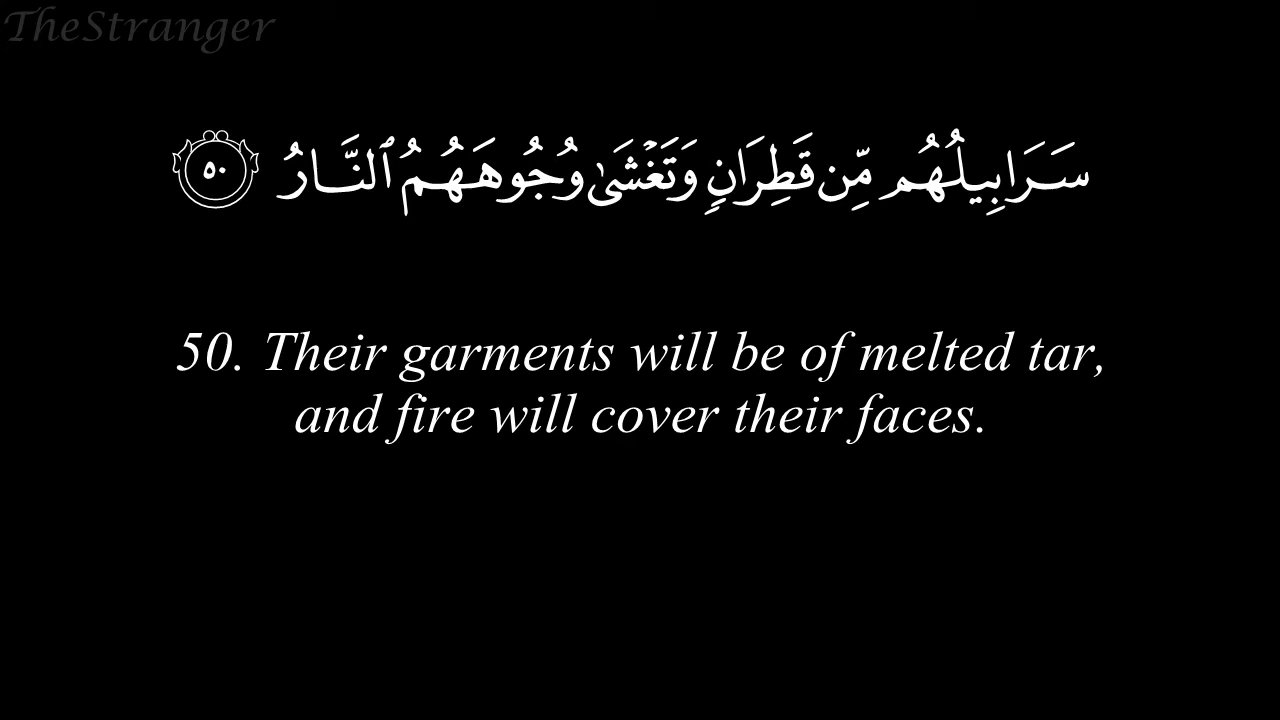 TheStranger
سَرَابِيلُهُم مِّن قَطِرَانٍ وَتَغْشَىٰ وُجُوهَهُمُ ٱلنَّارُ ٥٠
50. Their garments will be of melted tar,
and fire will cover their faces.